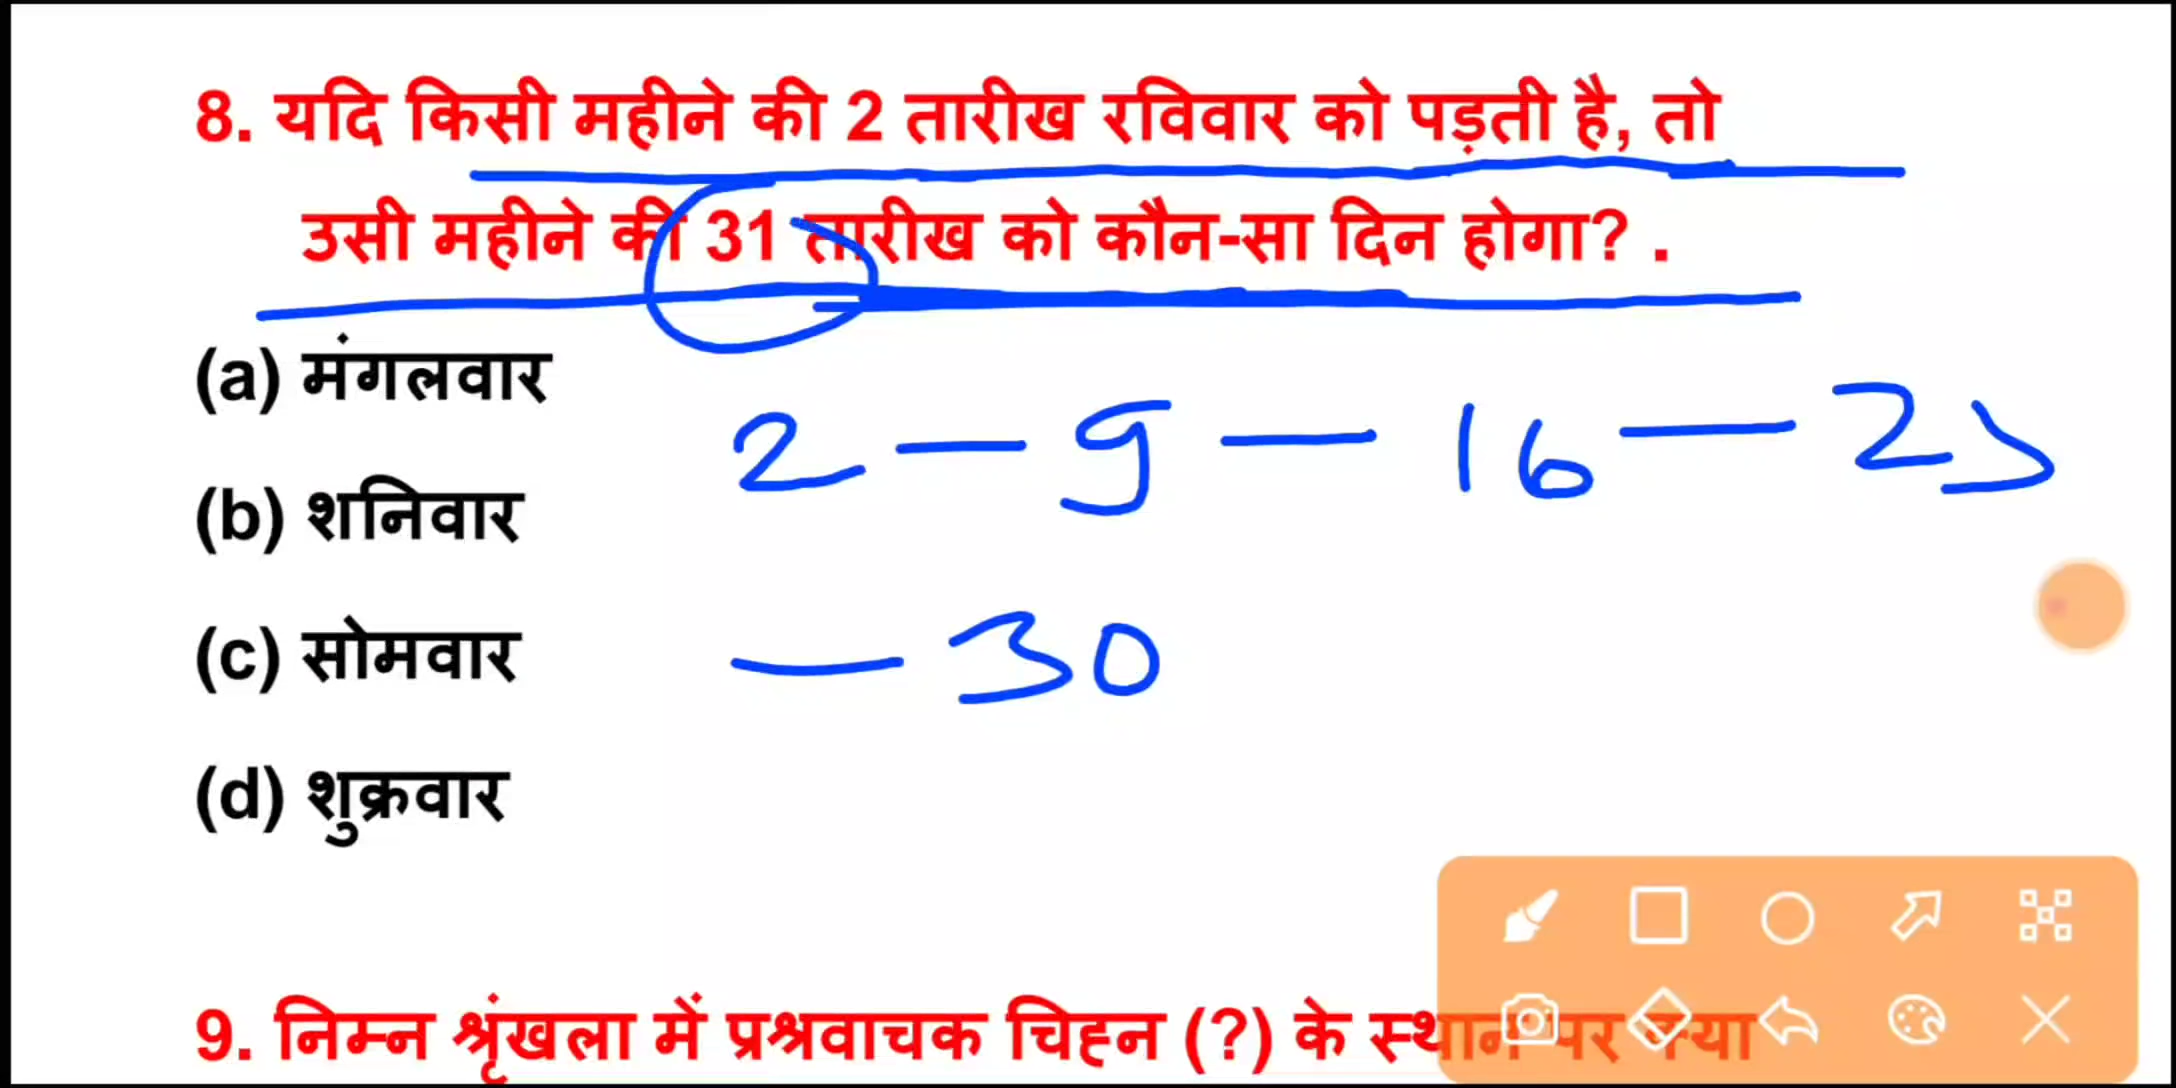 8. यदि किसी महीने की 2 तारीख रविवार को पड़ती है, तो
उसी महीने की 31 तारीख को कौन-सा दिन होगा? .
(a) मंगलवार
2 — 9 — 16 — 23
(b) शनिवार
(c) सोमवार
— 30
(d) शुक्रवार
9. निम्न श्रृंखला में प्रश्नवाचक चिह्न (?) के स्थान पर क्या